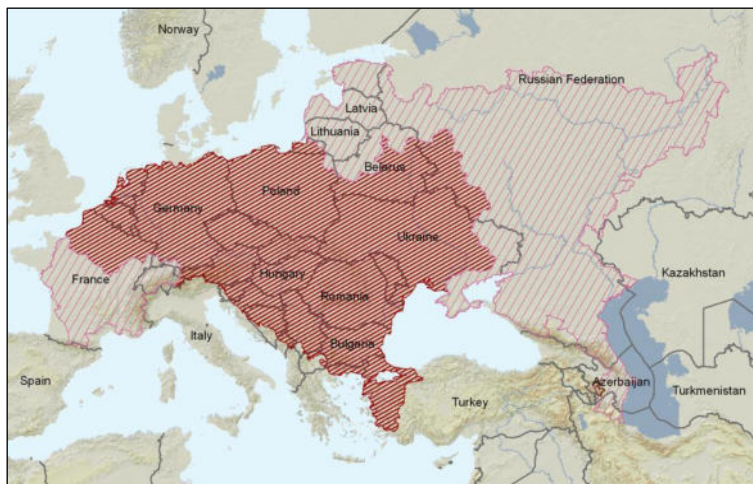 Norway
Russian Federation
Latvia
Lithuania
Belarus
Poland
Germany
Ukraine
Kazakhstan
France
Hungary
Romania
Italy
Bulgaria
Spain
Turkey
Azerbaijan
Turkmenistan